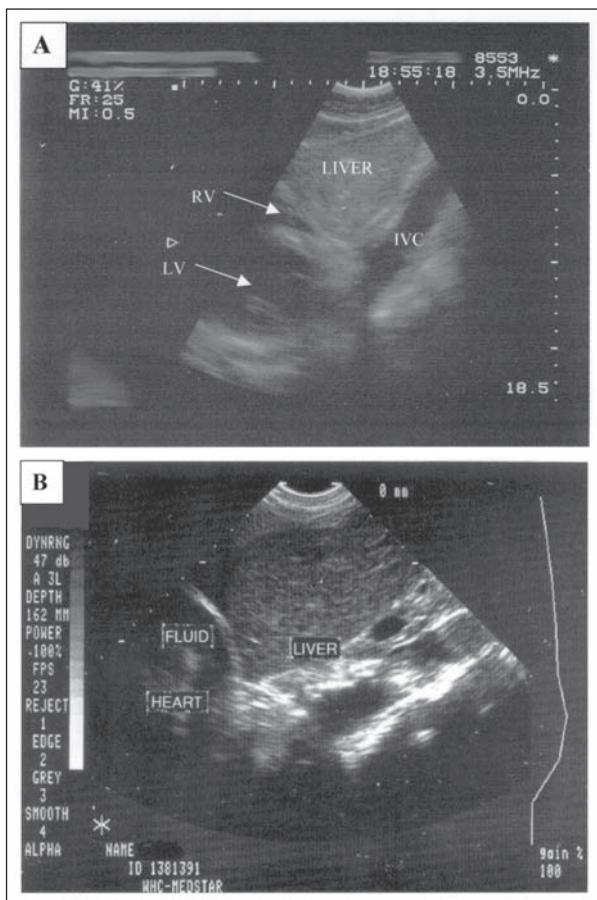 A
8553 *
18:55:18 3.5MHz
G:41%
FR:25
MI:0.5
0.0
LIVER
RV
IVC
LV
18.5
B
0 mm
DYNRNG
47 db
A 3L
DEPTH
162 MM
POWER
-100%
FPS
23
REJECT
1
EDGE
2
GREY
3
SMOOTH
4
ALPHA
FLUID
LIVER
HEART
NAME
ID 1381391
WHC-MEDSTAR
gain %
100